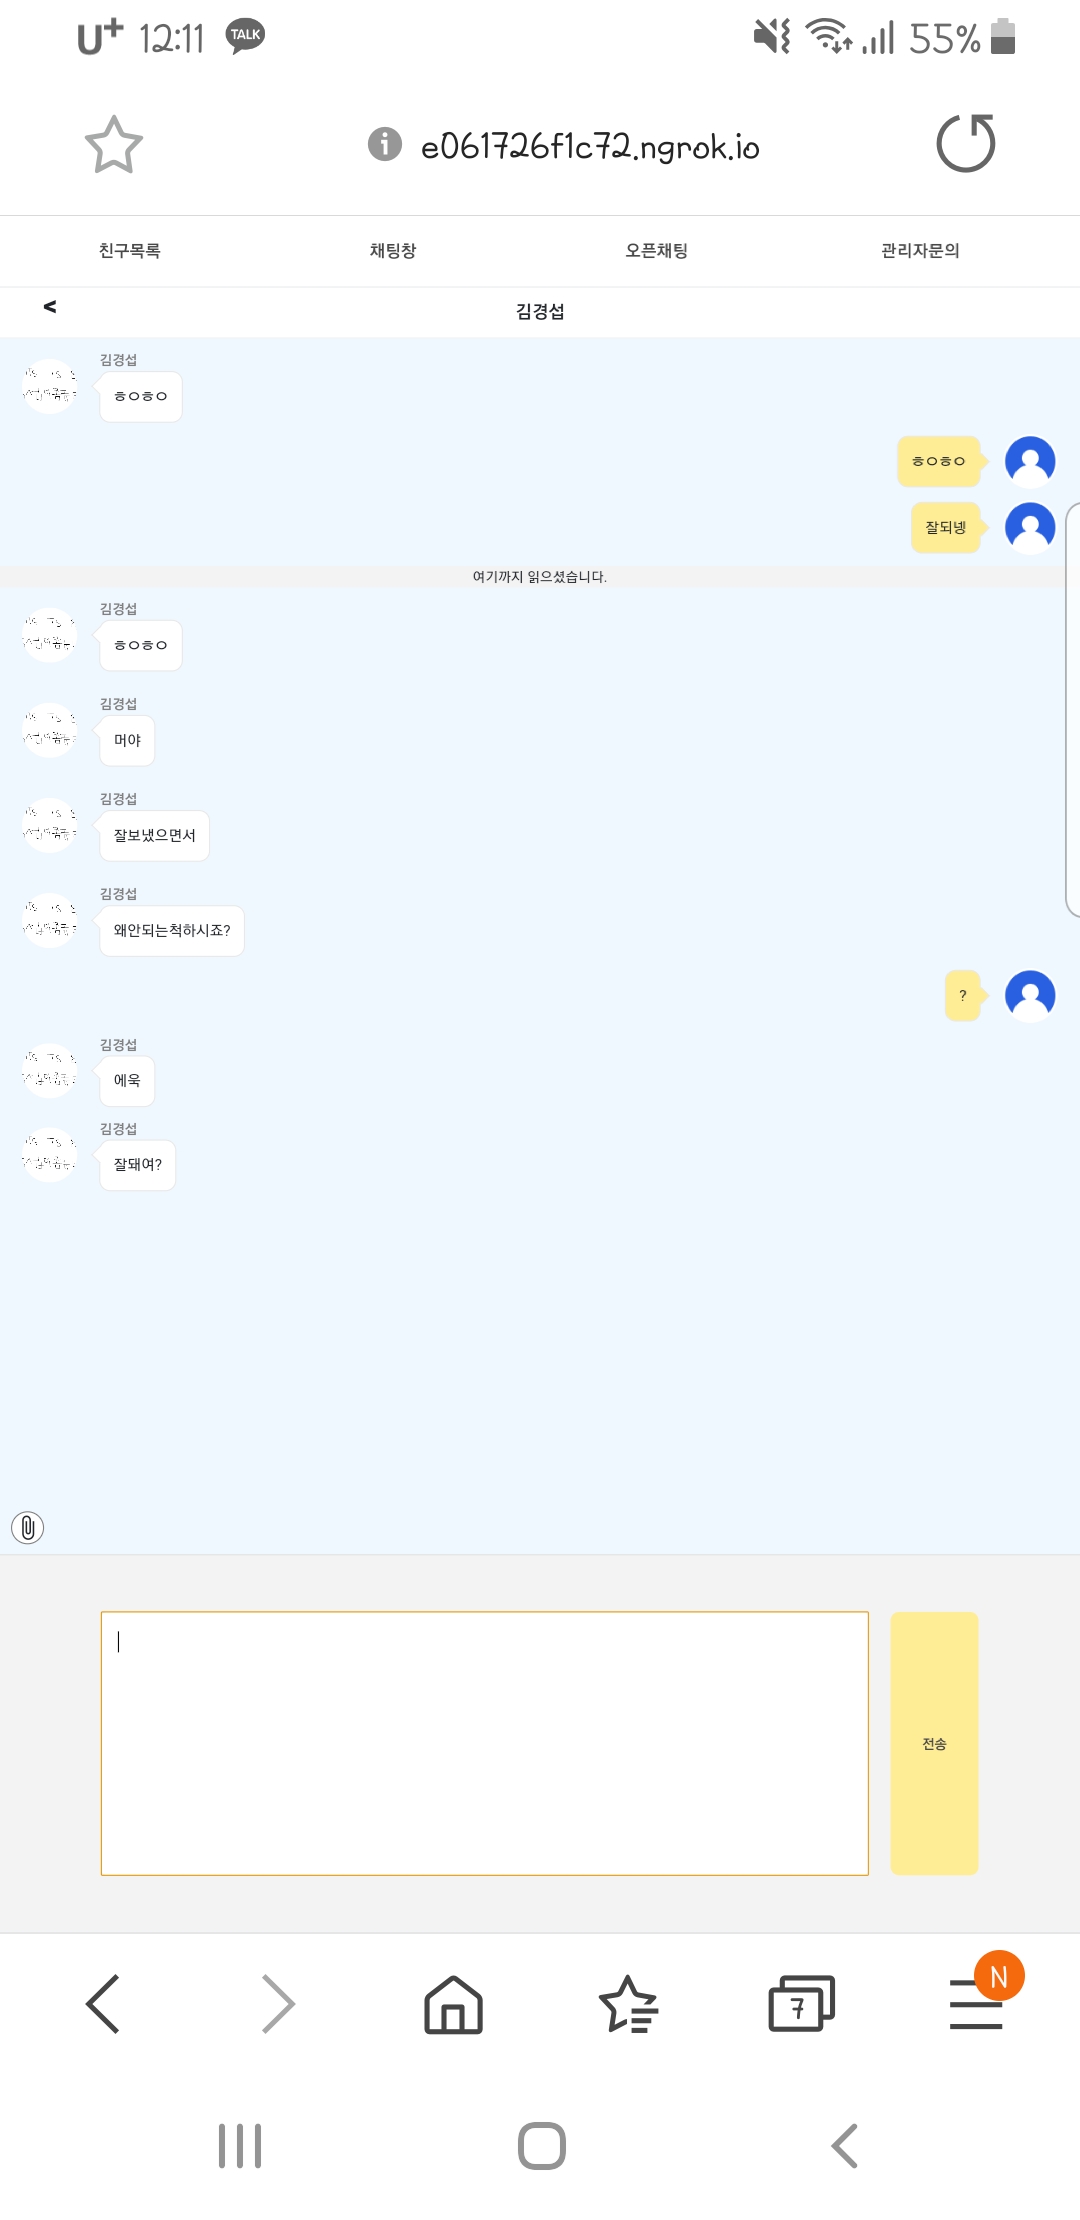 U+ 12:11 TALK 55%
e061726f1c72.ngrok.io
친구목록 채팅창 오픈채팅 관리자문의
< 김경섭
김경섭
ㅎㅇㅎㅇ
ㅎㅇㅎㅇ
잘되넹
여기까지 읽으셨습니다.
김경섭
ㅎㅇㅎㅇ
김경섭
머야
김경섭
잘보냈으면서
김경섭
왜안되는척하시죠?
?
김경섭
에욱
김경섭
잘돼여?
전송
7
N